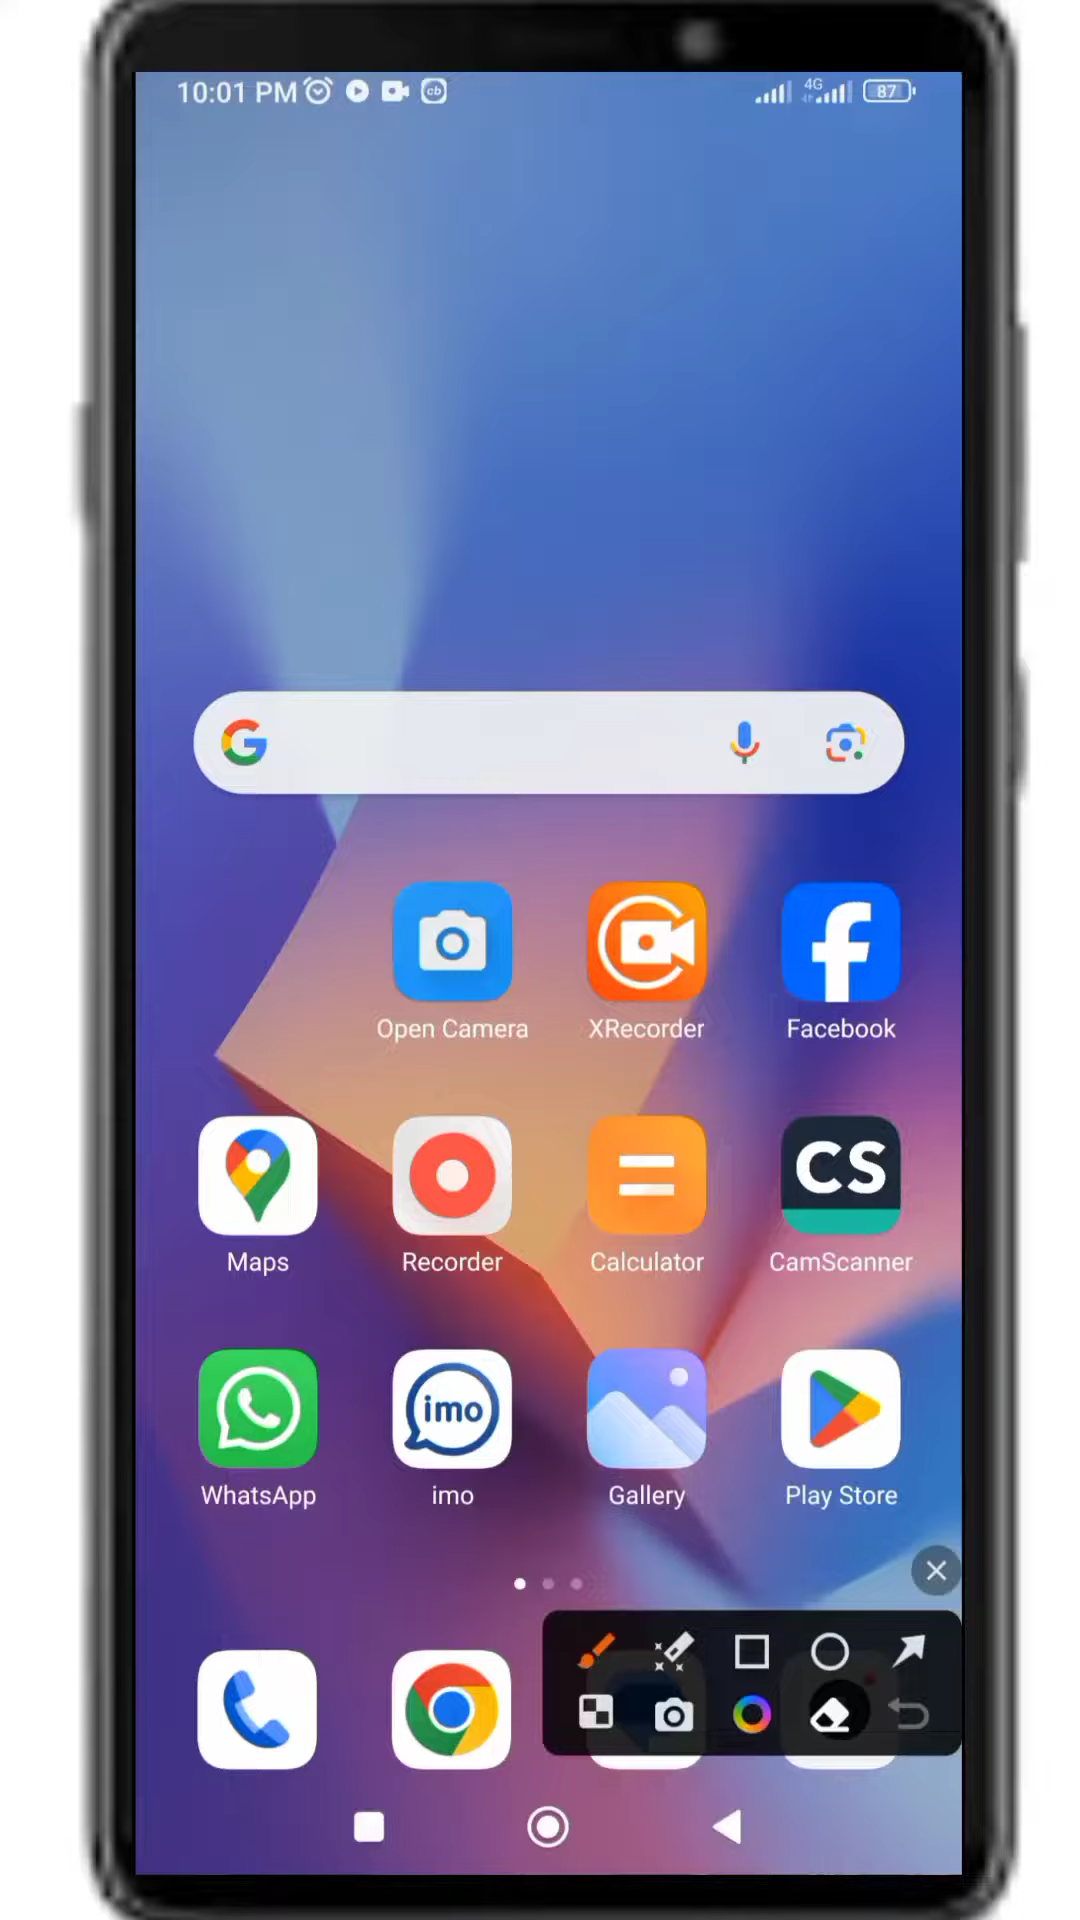 10:01 PM cb 4G 87
Open Camera XRecorder Facebook
CS
Maps Recorder Calculator CamScanner
imo
WhatsApp imo Gallery Play Store